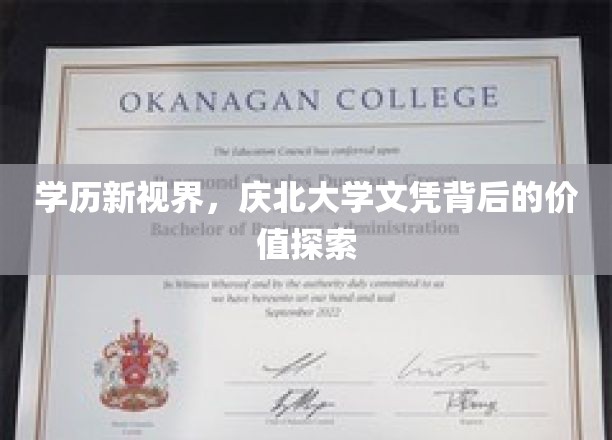 OKANAGAN COLLEGE
The Education Council has conferred upon
学历新视界，庆北大学文凭背后的价
值探索
Bachelor of Business Administration
In Witness Whereof and by the authority duly committed to us
we have hereunto set our hand and seal
September 2022